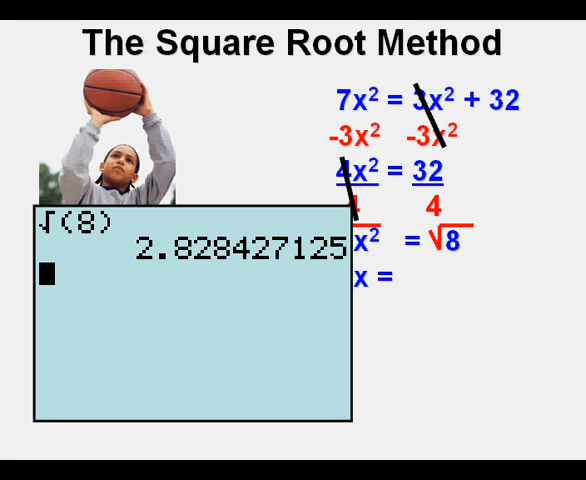 The Square Root Method
7x² = 3x² + 32
-3x² -3x²
4x² = 32
4 4
x² = √8
x =
√(8)
2.828427125